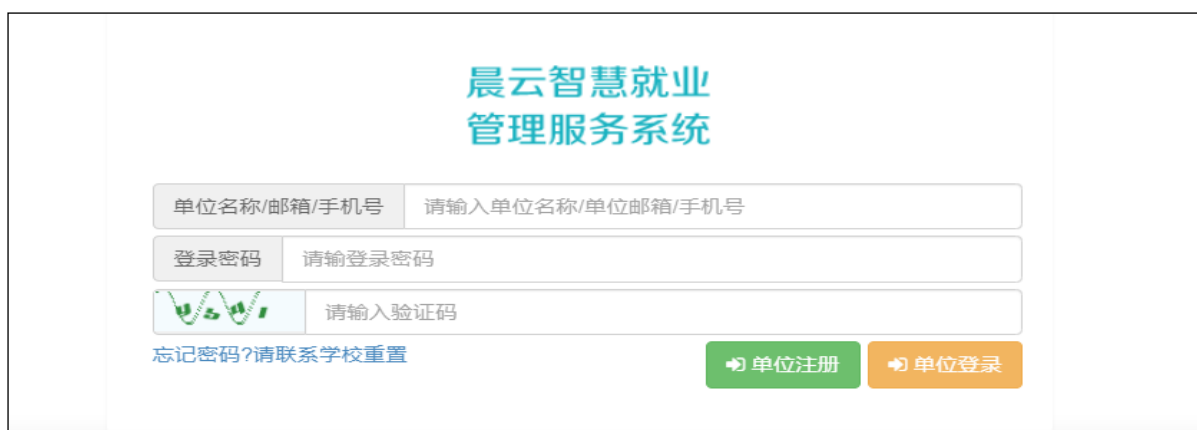 晨云智慧就业
管理服务系统
单位名称/邮箱/手机号 请输入单位名称/单位邮箱/手机号
登录密码 请输登录密码
请输入验证码
忘记密码?请联系学校重置 单位注册 单位登录